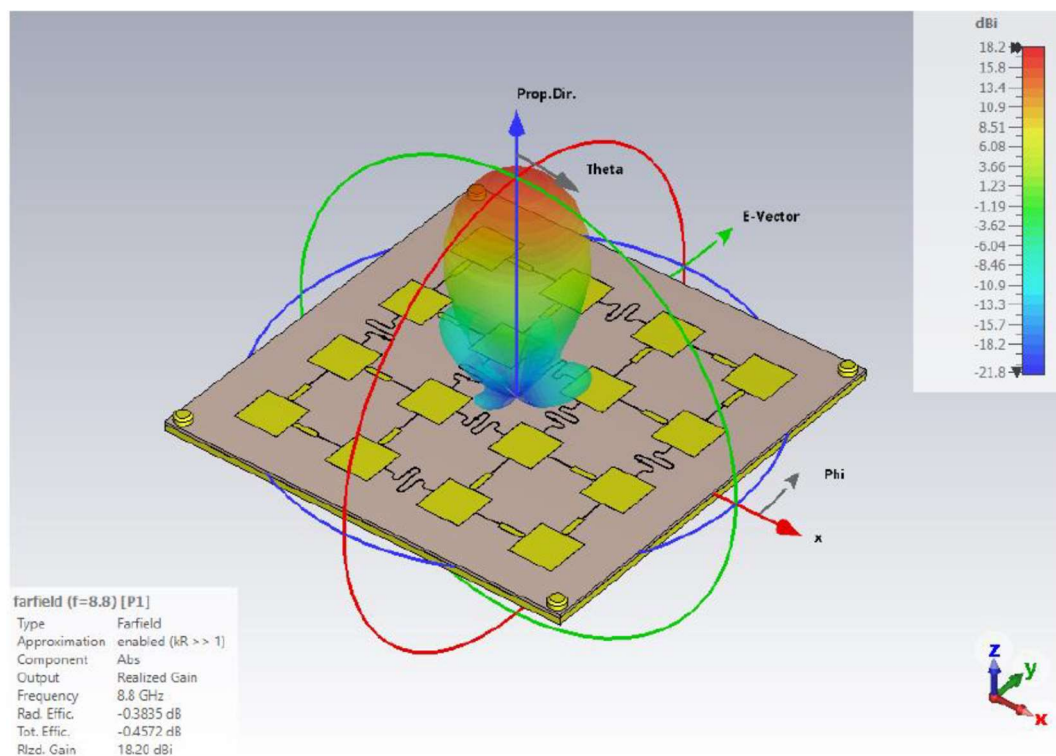 dBi
18.2
15.8
13.4
10.9
8.51
6.08
3.66
1.23
-1.19
-3.62
-6.04
-8.46
-10.9
-13.3
-15.7
-18.2
-21.8
Prop.Dir.
Theta
E-Vector
Phi
x
farfield (f=8.8) [P1]
Type Farfield
Approximation enabled (kR >> 1)
Component Abs
Output Realized Gain
Frequency 8.8 GHz
Rad. Effic. -0.3835 dB
Tot. Effic. -0.4572 dB
Rlzd. Gain 18.20 dBi
z
y
x